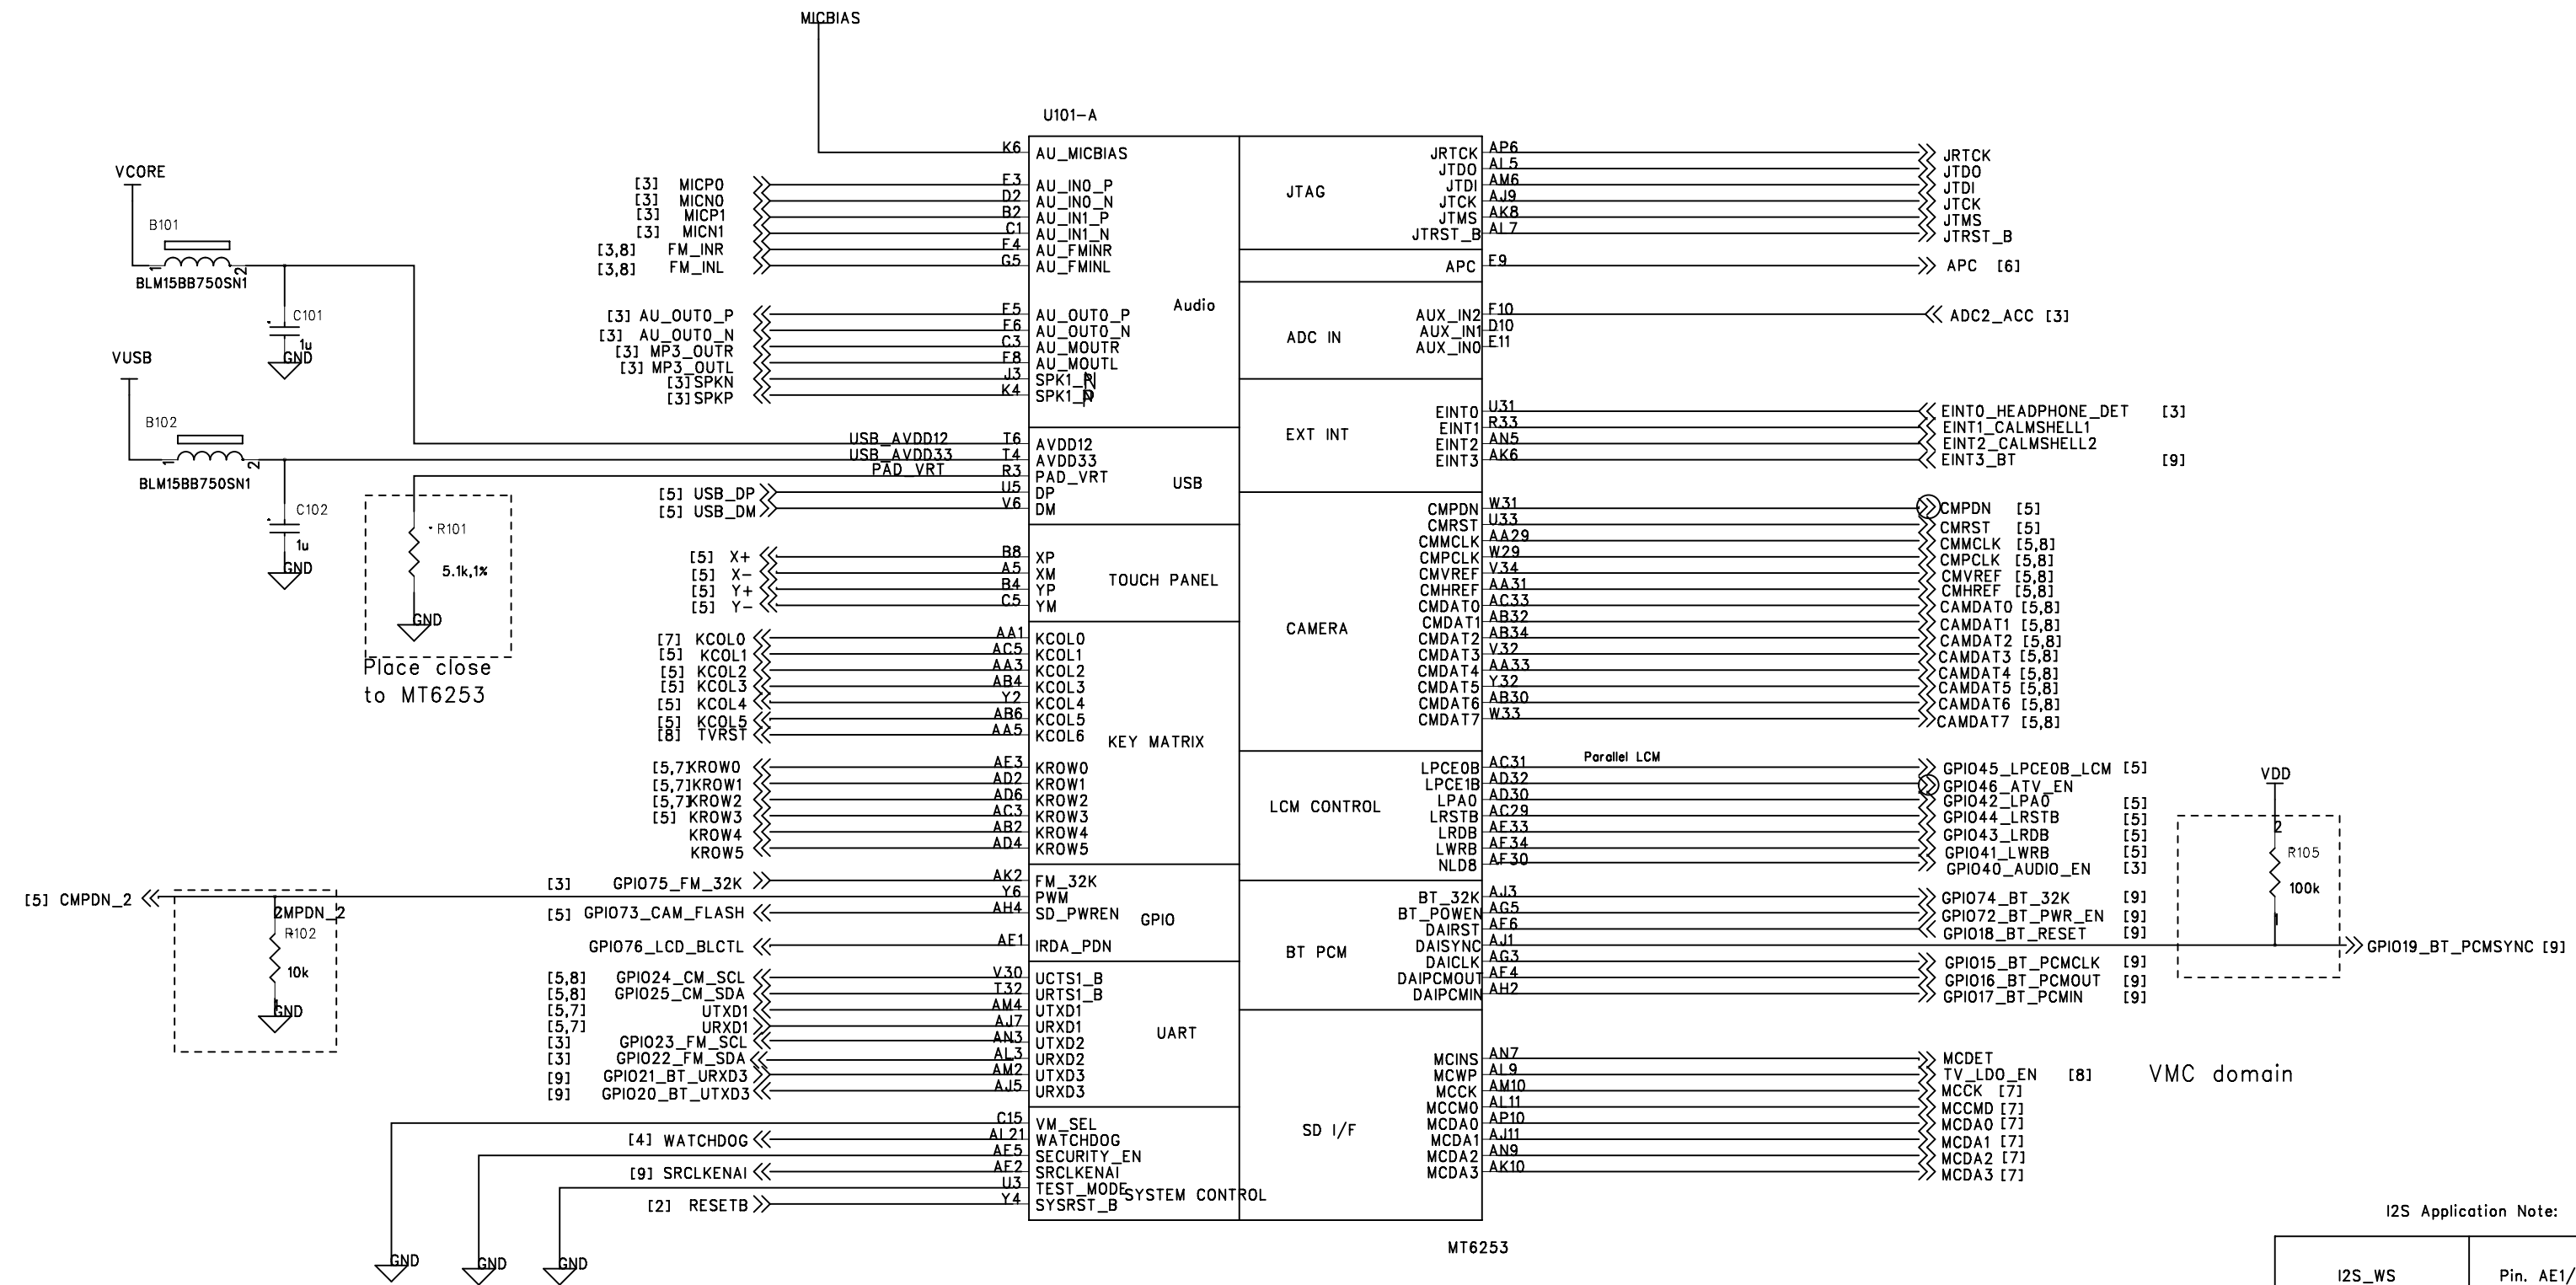 MICBIAS
U101-A
VCORE
B101
1
2
BLM15BB750SN1
C101
1u
GND
VUSB
B102
1
2
BLM15BB750SN1
C102
1u
GND
R101
5.1k,1%
GND
Place close
to MT6253
USB_AVDD12
USB_AVDD33
PAD_VRT
K6 AU_MICBIAS
[3] MICP0 E3 AU_IN0_P
[3] MICN0 D2 AU_IN0_N
[3] MICP1 B2 AU_IN1_P
[3] MICN1 C1 AU_IN1_N
[3,8] FM_INR F4 AU_FMINR
[3,8] FM_INL G5 AU_FMINL
Audio
[3] AU_OUT0_P AU_OUT0_P
[3] AU_OUT0_N AU_OUT0_N
[3] MP3_OUTR C3 AU_MOUTR
[3] MP3_OUTL AU_MOUTL
[3] SPKN J3
[3] SPKP K4
T6 AVDD12
T4 AVDD33
R3 PAD_VRT
USB
[5] USB_DP U5 DP
[5] USB_DM V6 DM
[5] X+ B8 XP
[5] X- A5 XM
TOUCH PANEL
[5] Y+ B4 YP
[5] Y- C5 YM
[7] KCOL0 AA1 KCOL0
[5] KCOL1 AC5 KCOL1
[5] KCOL2 AA3 KCOL2
[5] KCOL3 AB4 KCOL3
[5] KCOL4 Y2 KCOL4
[5] KCOL5 AB6 KCOL5
[8] TVRST AA5 KCOL6
KEY MATRIX
[5,7] KROW0 AE3 KROW0
[5,7] KROW1 AD2 KROW1
[5,7] KROW2 AD6 KROW2
[5] KROW3 AC3 KROW3
KROW4 AB2 KROW4
KROW5 AD4 KROW5
[3] GPIO75_FM_32K AK2 FM_32K
[5] CMPDN_2 Y6 PWM
[5] GPIO73_CAM_FLASH AH4 SD_PWREN
GPIO
GPIO76_LCD_BLCTL AE1 IRDA_PDN
CMPDN_2
R102
10k
GND
[5,8] GPIO24_CM_SCL V30 UCTS1_B
[5,8] GPIO25_CM_SDA T32 URTS1_B
[5,7] UTXD1 AM4 UTXD1
[5,7] URXD1 AJ7 URXD1
UART
[3] GPIO23_FM_SCL AN3 UTXD2
[3] GPIO22_FM_SDA AL3 URXD2
[9] GPIO21_BT_URXD3 AM2 UTXD3
[9] GPIO20_BT_UTXD3 AJ5 URXD3
C15 VM_SEL
[4] WATCHDOG AL21 WATCHDOG
SECURITY_EN
[9] SRCLKENAI SRCLKENAI
U3 TEST_MODE
SYSTEM CONTROL
[2] RESETB Y4 SYSRST_B
GND
GND
GND
JTAG
JRTCK AP6 JRTCK
JTDO AL5 JTDO
JTDI AM6 JTDI
JTCK AJ9 JTCK
JTMS AK8 JTMS
JTRST_B AL7 JTRST_B
APC E9 APC [6]
ADC IN
AUX_IN2 F10 ADC2_ACC [3]
AUX_IN1 D10
AUX_IN0 E11
EXT INT
EINT0 U31 EINT0_HEADPHONE_DET [3]
EINT1 R33 EINT1_CALMSHELL1
EINT2 AN5 EINT2_CALMSHELL2
EINT3 AK6 EINT3_BT [9]
CAMERA
CMPDN W31 CMPDN [5]
CMRST U33 CMRST [5]
CMMCLK AA29 CMMCLK [5,8]
CMPCLK W29 CMPCLK [5,8]
CMVREF V34 CMVREF [5,8]
CMHREF AA31 CMHREF [5,8]
CMDAT0 AC33 CAMDAT0 [5,8]
CMDAT1 AB32 CAMDAT1 [5,8]
CMDAT2 AB34 CAMDAT2 [5,8]
CMDAT3 V32 CAMDAT3 [5,8]
CMDAT4 AA33 CAMDAT4 [5,8]
CMDAT5 Y32 CAMDAT5 [5,8]
CMDAT6 AB30 CAMDAT6 [5,8]
CMDAT7 W33 CAMDAT7 [5,8]
Parallel LCM
LCM CONTROL
LPCE0B AC31 GPIO45_LPCE0B_LCM [5]
LPCE1B AD32 GPIO46_ATV_EN
LPA0 AD30 GPIO42_LPA0 [5]
LRSTB AC29 GPIO44_LRSTB [5]
LRDB GPIO43_LRDB [5]
LWRB GPIO41_LWRB [5]
NLD8 AF30 GPIO40_AUDIO_EN [3]
BT PCM
BT_32K AJ3 GPIO74_BT_32K [9]
BT_POWEN AG5 GPIO72_BT_PWR_EN [9]
DAIRST GPIO18_BT_RESET [9]
DAISYNC AJ1 GPIO19_BT_PCMSYNC [9]
DAICLK AG3 GPIO15_BT_PCMCLK [9]
DAIPCMOUT GPIO16_BT_PCMOUT [9]
DAIPCMIN AH2 GPIO17_BT_PCMIN [9]
VDD
2
R105
100k
1
SD I/F
MCINS AN7 MCDET
MCWP AL9 TV_LDO_EN [8]
MCCK AM10 MCCK [7]
MCCM0 AL11 MCCMD [7]
MCDA0 AP10 MCDA0 [7]
MCDA1 AJ11 MCDA1 [7]
MCDA2 AN9 MCDA2 [7]
MCDA3 AK10 MCDA3 [7]
VMC domain
MT6253
I2S Application Note:
I2S_WS
Pin. AE1/